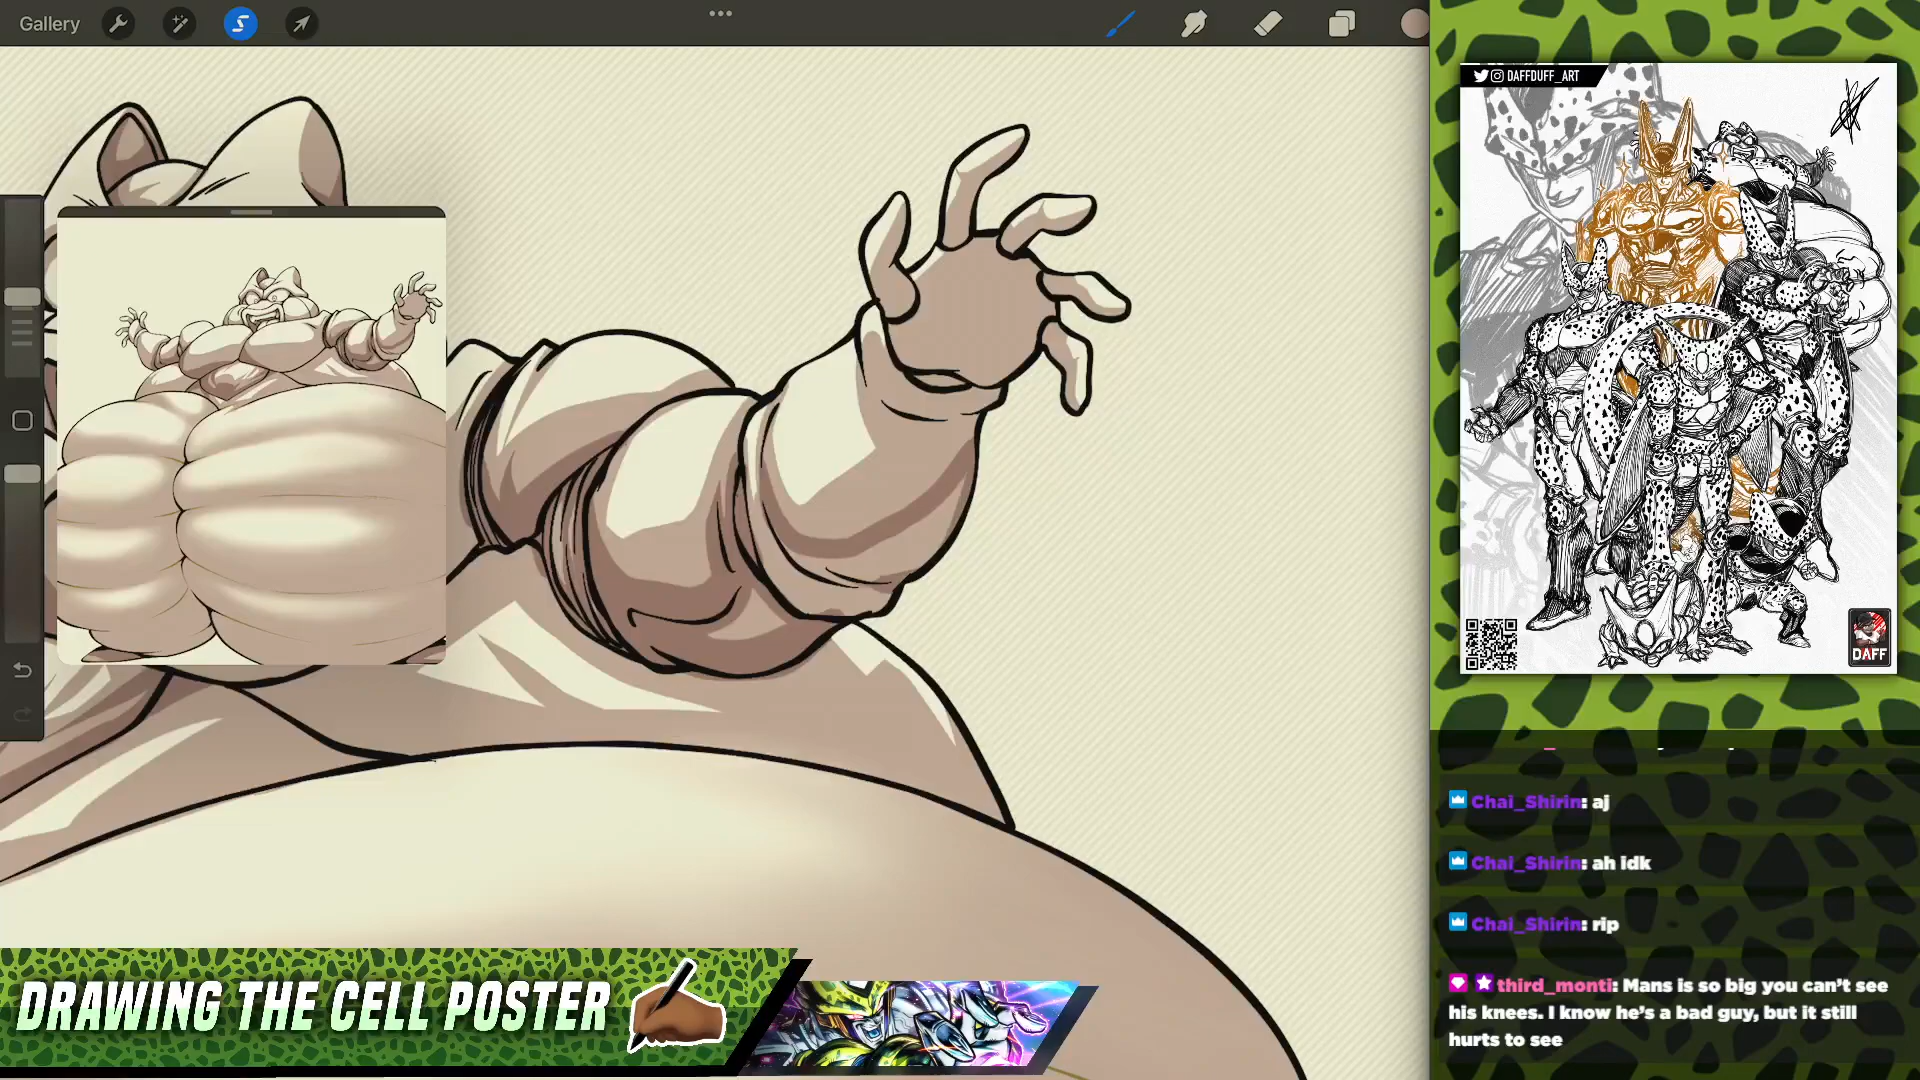 Gallery
DAFFDUFF_ART
DAFF
Chai_Shirin: aj
Chai_Shirin: ah idk
Chai_Shirin: rip
third_monti: Mans is so big you can't see
his knees. I know he's a bad guy, but it still
hurts to see
DRAWING THE CELL POSTER